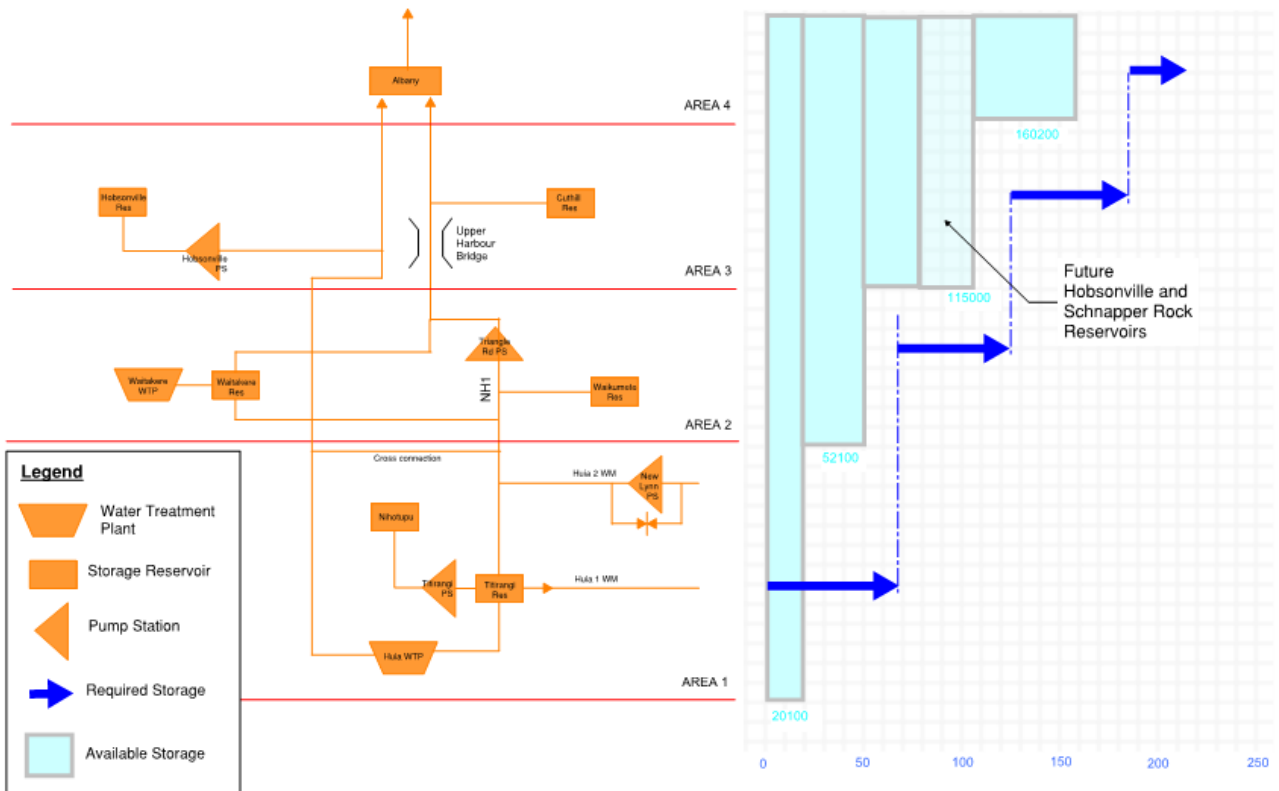 Albany
AREA 4
160200
Hobsonville
Res
Cuthill
Res
Upper
Harbour
Bridge
Hobsonville
PS
AREA 3
115000
Future
Hobsonville and
Schnapper Rock
Reservoirs
Triangle
Rd PS
Waitakere
WTP
Waitakere
Res
NH1
Waikumete
Res
AREA 2
52100
Cross connection
Huia 2 WM
New
Lynn
PS
Nihotupu
Titirangi
PS
Titirangi
Res
Huia 1 WM
Huia WTP
AREA 1
20100
Legend
Water Treatment
Plant
Storage Reservoir
Pump Station
Required Storage
Available Storage
0 50 100 150 200 250